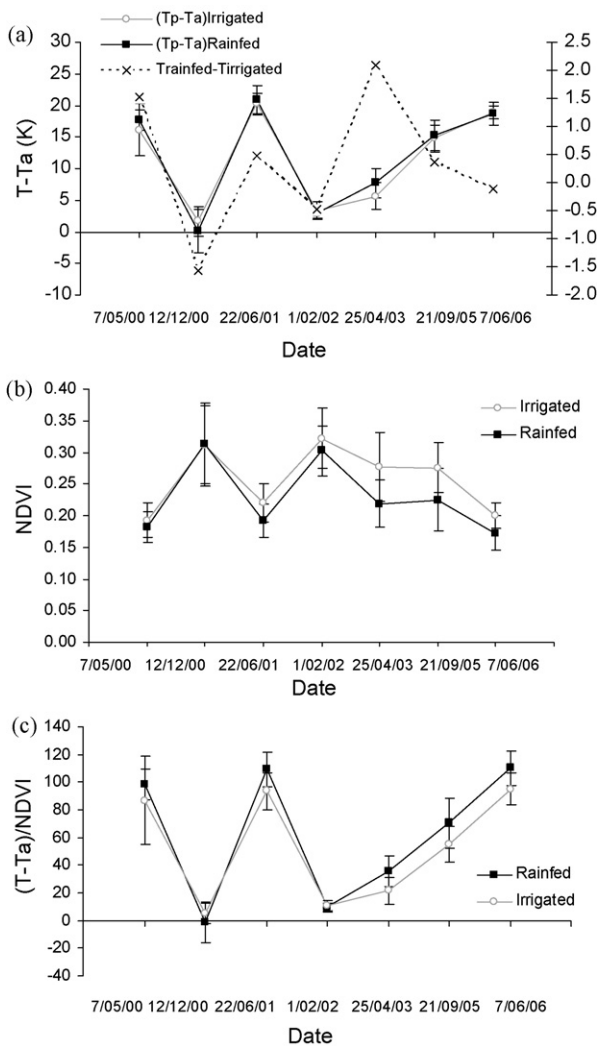 (a)
(Tp-Ta)Irrigated
(Tp-Ta)Rainfed
Trainfed-Tirrigated
T-Ta (K)
30
25
20
15
10
5
0
-5
-10
2.5
2.0
1.5
1.0
0.5
0.0
-0.5
-1.0
-1.5
-2.0
7/05/00 12/12/00 22/06/01 1/02/02 25/04/03 21/09/05 7/06/06
Date
(b)
Irrigated
Rainfed
NDVI
0.40
0.35
0.30
0.25
0.20
0.15
0.10
0.05
0.00
7/05/00 12/12/00 22/06/01 1/02/02 25/04/03 21/09/05 7/06/06
Date
(c)
(T-Ta)/NDVI
140
120
100
80
60
40
20
0
-20
-40
Rainfed
Irrigated
7/05/00 12/12/00 22/06/01 1/02/02 25/04/03 21/09/05 7/06/06
Date